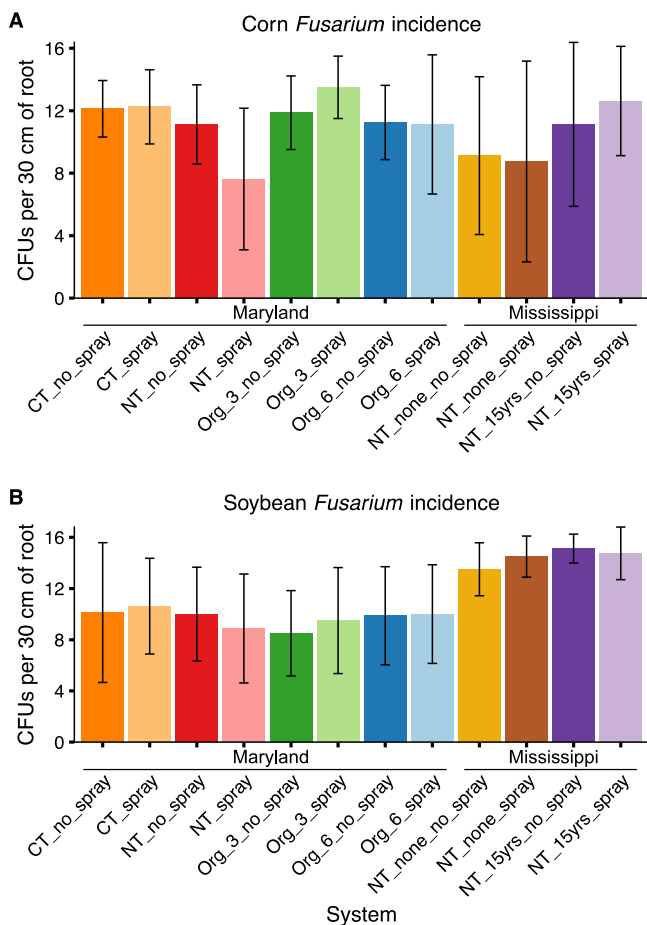 A
Corn Fusarium incidence
CFUs per 30 cm of root
16
12
8
4
0
Maryland
Mississippi
CT_no_spray
CT_spray
NT_no_spray
NT_spray
Org_3_no_spray
Org_3_spray
Org_6_no_spray
Org_6_spray
NT_none_no_spray
NT_none_spray
NT_15yrs_no_spray
NT_15yrs_spray
B
Soybean Fusarium incidence
CFUs per 30 cm of root
16
12
8
4
0
Maryland
Mississippi
CT_no_spray
CT_spray
NT_no_spray
NT_spray
Org_3_no_spray
Org_3_spray
Org_6_no_spray
Org_6_spray
NT_none_no_spray
NT_none_spray
NT_15yrs_no_spray
NT_15yrs_spray
System